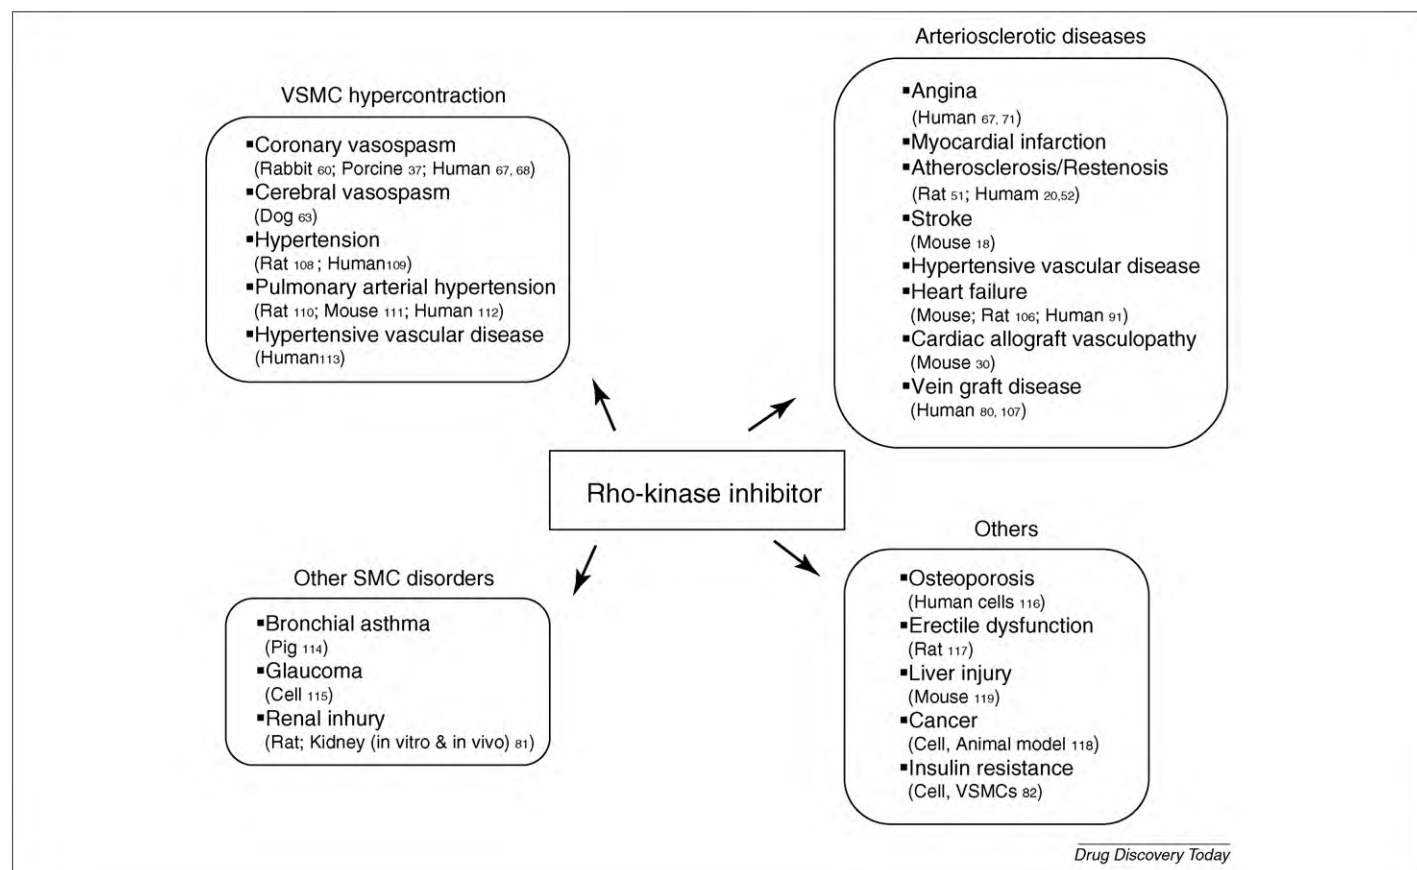 VSMC hypercontraction
▪Coronary vasospasm
(Rabbit 60; Porcine 37; Human 67, 68)
▪Cerebral vasospasm
(Dog 63)
▪Hypertension
(Rat 108 ; Human109)
▪Pulmonary arterial hypertension
(Rat 110; Mouse 111; Human 112)
▪Hypertensive vascular disease
(Human113)
Arteriosclerotic diseases
▪Angina
(Human 67, 71)
▪Myocardial infarction
▪Atherosclerosis/Restenosis
(Rat 51; Humam 20,52)
▪Stroke
(Mouse 18)
▪Hypertensive vascular disease
▪Heart failure
(Mouse; Rat 106; Human 91)
▪Cardiac allograft vasculopathy
(Mouse 30)
▪Vein graft disease
(Human 80, 107)
Rho-kinase inhibitor
Other SMC disorders
▪Bronchial asthma
(Pig 114)
▪Glaucoma
(Cell 115)
▪Renal inhury
(Rat; Kidney (in vitro & in vivo) 81)
Others
▪Osteoporosis
(Human cells 116)
▪Erectile dysfunction
(Rat 117)
▪Liver injury
(Mouse 119)
▪Cancer
(Cell, Animal model 118)
▪Insulin resistance
(Cell, VSMCs 82)
Drug Discovery Today